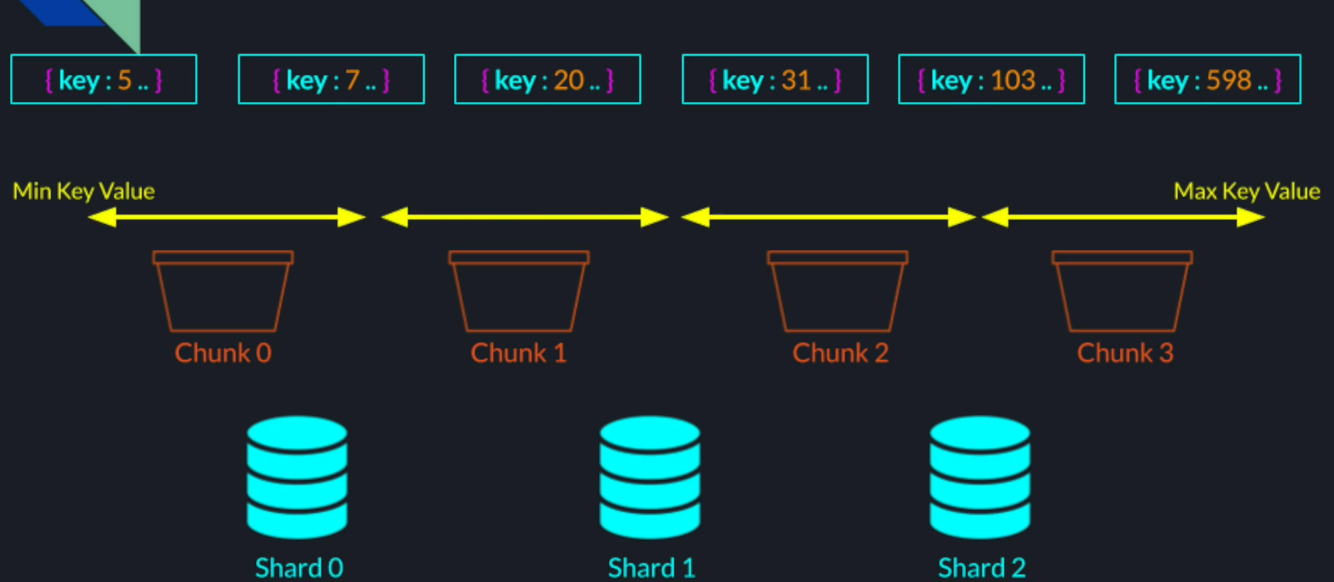 { key : 5 .. }
{ key : 7 .. }
{ key : 20 .. }
{ key : 31 .. }
{ key : 103 .. }
{ key : 598 .. }
Min Key Value
Max Key Value
Chunk 0
Chunk 1
Chunk 2
Chunk 3
Shard 0
Shard 1
Shard 2